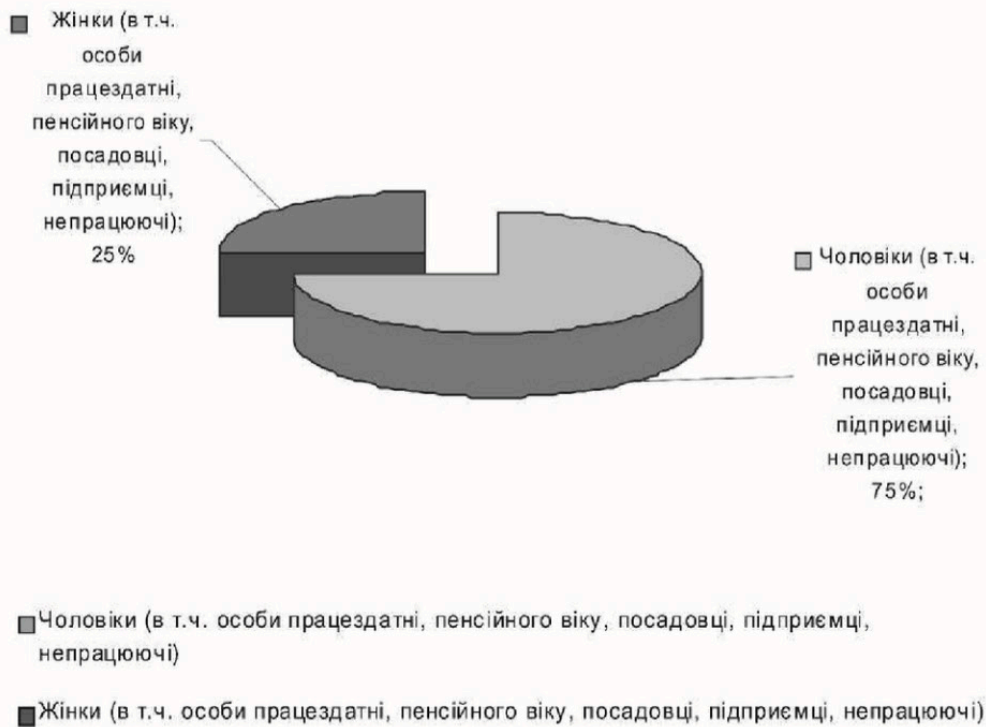 Жінки (в т.ч.
особи
працездатні,
пенсійного віку,
посадовці,
підприємці,
непрацюючі);
25%
Чоловіки (в т.ч.
особи
працездатні,
пенсійного віку,
посадовці,
підприємці,
непрацюючі);
75%;
Чоловіки (в т.ч. особи працездатні, пенсійного віку, посадовці, підприємці,
непрацюючі)
Жінки (в т.ч. особи працездатні, пенсійного віку, посадовці, підприємці, непрацюючі)